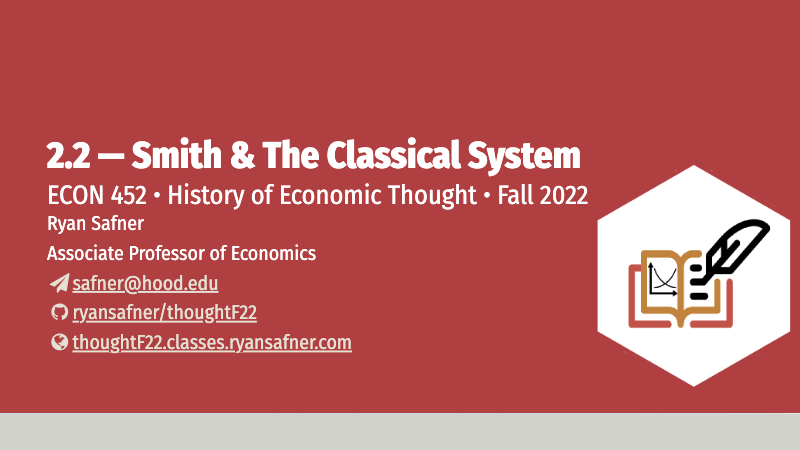 2.2 — Smith & The Classical System
ECON 452 • History of Economic Thought • Fall 2022
Ryan Safner
Associate Professor of Economics
safner@hood.edu
ryansafner/thoughtF22
thoughtF22.classes.ryansafner.com